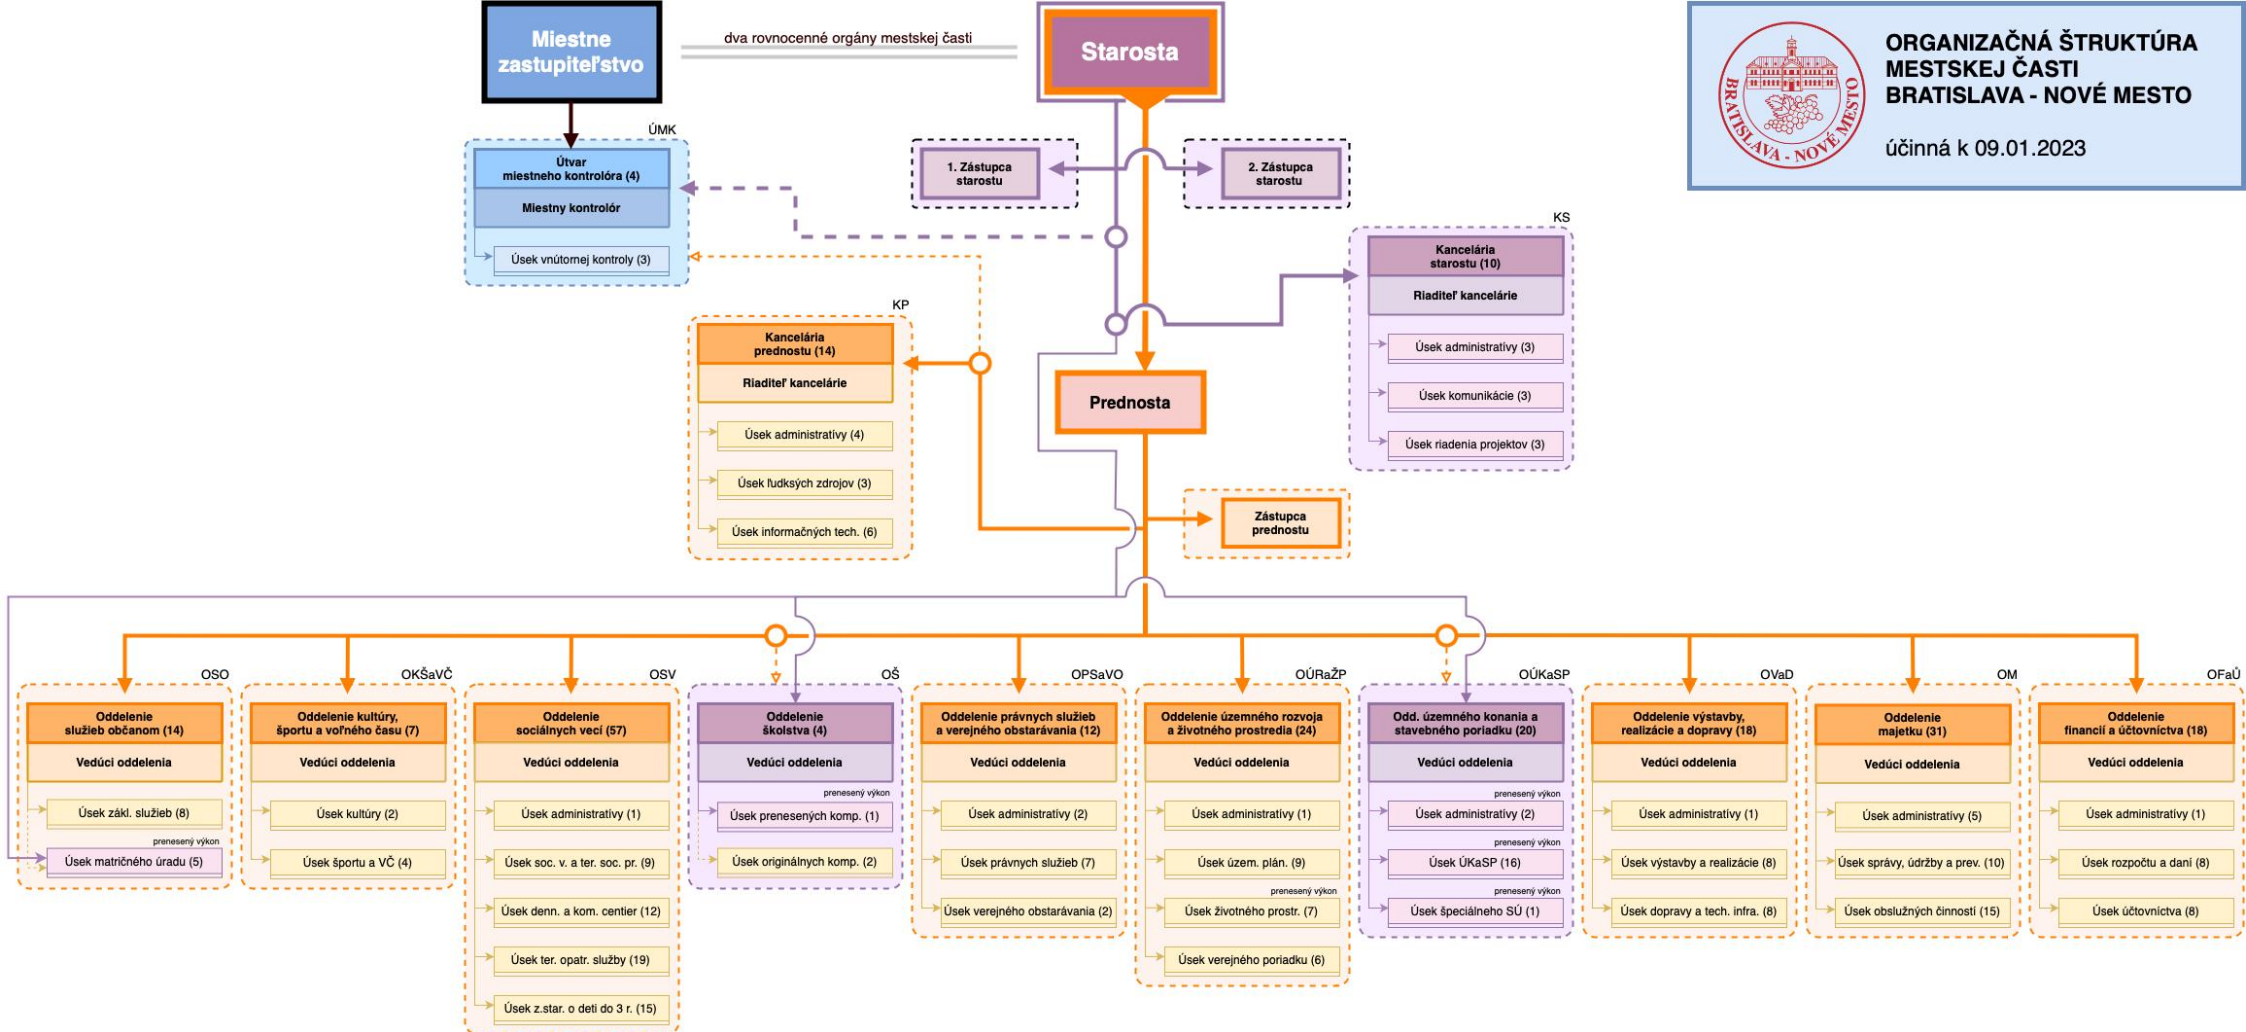 Miestne
zastupiteľstvo
dva rovnocenné orgány mestskej časti
Starosta
BRATISLAVA - NOVÉ MESTO
ORGANIZAČNÁ ŠTRUKTÚRA
MESTSKEJ ČASTI
BRATISLAVA - NOVÉ MESTO
účinná k 09.01.2023
ÚMK
Útvar
miestneho kontrolóra (4)
Miestny kontrolór
Úsek vnútornej kontroly (3)
1. Zástupca
starostu
2. Zástupca
starostu
KS
Kancelária
starostu (10)
Riaditeľ kancelárie
Úsek administratívy (3)
Úsek komunikácie (3)
Úsek riadenia projektov (3)
KP
Kancelária
prednostu (14)
Riaditeľ kancelárie
Úsek administratívy (4)
Úsek ľudksých zdrojov (3)
Úsek informačných tech. (6)
Prednosta
Zástupca
prednostu
OSO
Oddelenie
služieb občanom (14)
Vedúci oddelenia
Úsek zákl. služieb (8)
prenesený výkon
Úsek matričného úradu (5)
OKŠaVČ
Oddelenie kultúry,
športu a voľného času (7)
Vedúci oddelenia
Úsek kultúry (2)
Úsek športu a VČ (4)
OSV
Oddelenie
sociálnych vecí (57)
Vedúci oddelenia
Úsek administratívy (1)
Úsek soc. v. a ter. soc. pr. (9)
Úsek denn. a kom. centier (12)
Úsek ter. opatr. služby (19)
Úsek z.star. o deti do 3 r. (15)
OŠ
Oddelenie
školstva (4)
Vedúci oddelenia
prenesený výkon
Úsek prenesených komp. (1)
Úsek originálnych komp. (2)
OPSaVO
Oddelenie právnych služieb
a verejného obstarávania (12)
Vedúci oddelenia
Úsek administratívy (2)
Úsek právnych služieb (7)
Úsek verejného obstarávania (2)
OÚRaŽP
Oddelenie územného rozvoja
a životného prostredia (24)
Vedúci oddelenia
Úsek administratívy (1)
Úsek územ. plán. (9)
prenesený výkon
Úsek životného prostr. (7)
Úsek verejného poriadku (6)
OÚKaSP
Odd. územného konania a
stavebného poriadku (20)
Vedúci oddelenia
prenesený výkon
Úsek administratívy (2)
prenesený výkon
Úsek ÚKaSP (16)
prenesený výkon
Úsek špeciálneho SÚ (1)
OVaD
Oddelenie výstavby,
realizácie a dopravy (18)
Vedúci oddelenia
Úsek administratívy (1)
Úsek výstavby a realizácie (8)
Úsek dopravy a tech. infra. (8)
OM
Oddelenie
majetku (31)
Vedúci oddelenia
Úsek administratívy (5)
Úsek správy, údržby a prev. (10)
Úsek obslužných činností (15)
OFaÚ
Oddelenie
financií a účtovníctva (18)
Vedúci oddelenia
Úsek administratívy (1)
Úsek rozpočtu a daní (8)
Úsek účtovníctva (8)